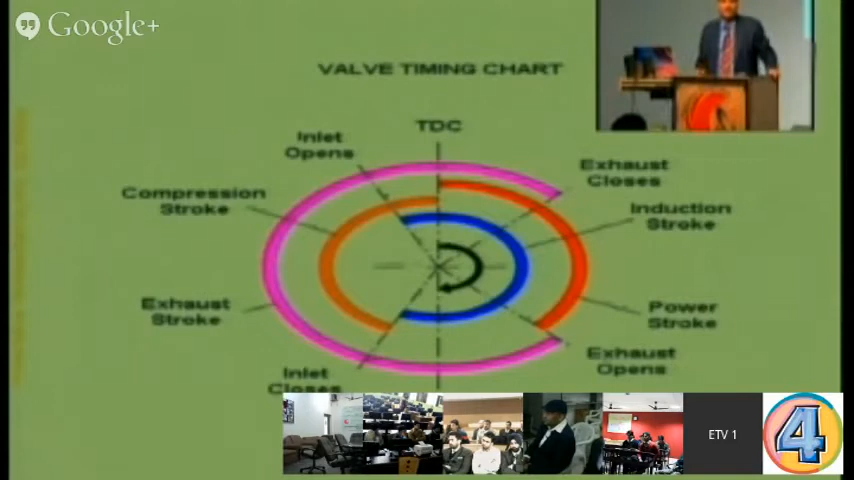 Google+
VALVE TIMING CHART
TDC
Inlet
Opens
Exhaust
Closes
Compression
Stroke
Induction
Stroke
Exhaust
Stroke
Power
Stroke
Exhaust
Opens
Inlet
Closes
ETV 1
4